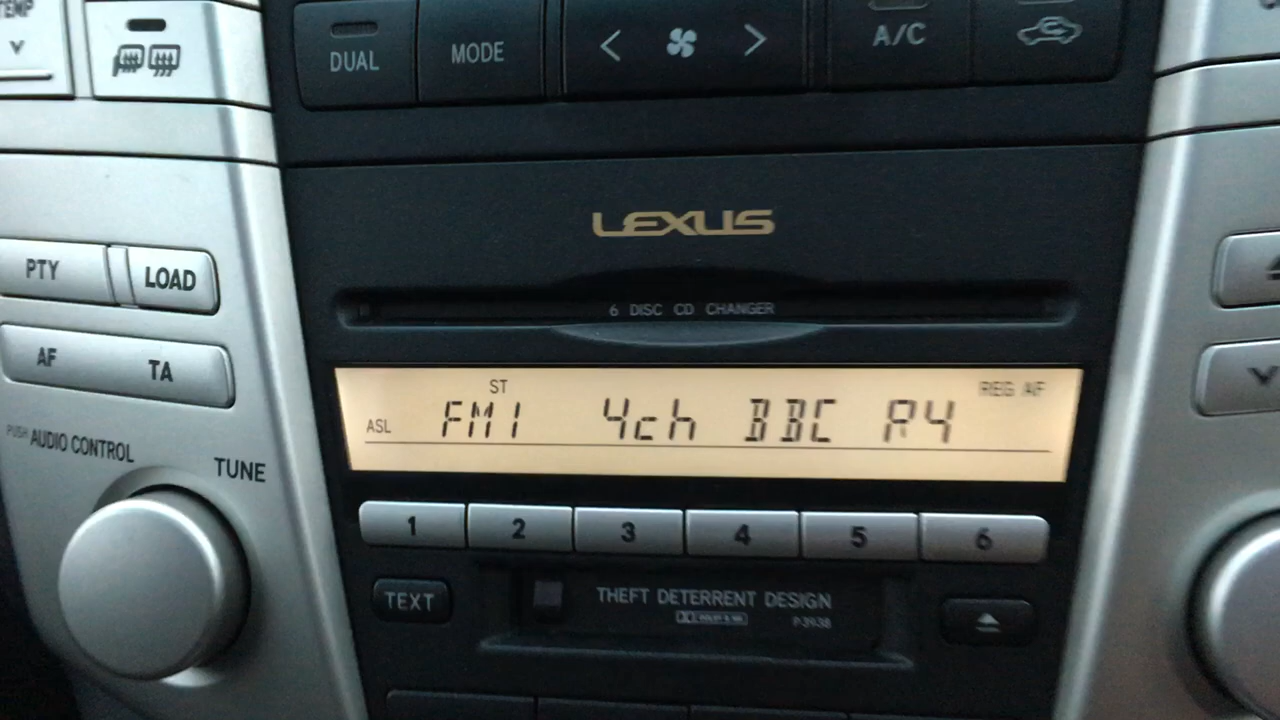 TEMP
DUAL
MODE
A/C
LEXUS
PTY
LOAD
6 DISC CD CHANGER
AF
TA
ST
REG AF
ASL
FM1 4ch BBC R4
PUSH AUDIO CONTROL
TUNE
1 2 3 4 5 6
TEXT
THEFT DETERRENT DESIGN
P3938